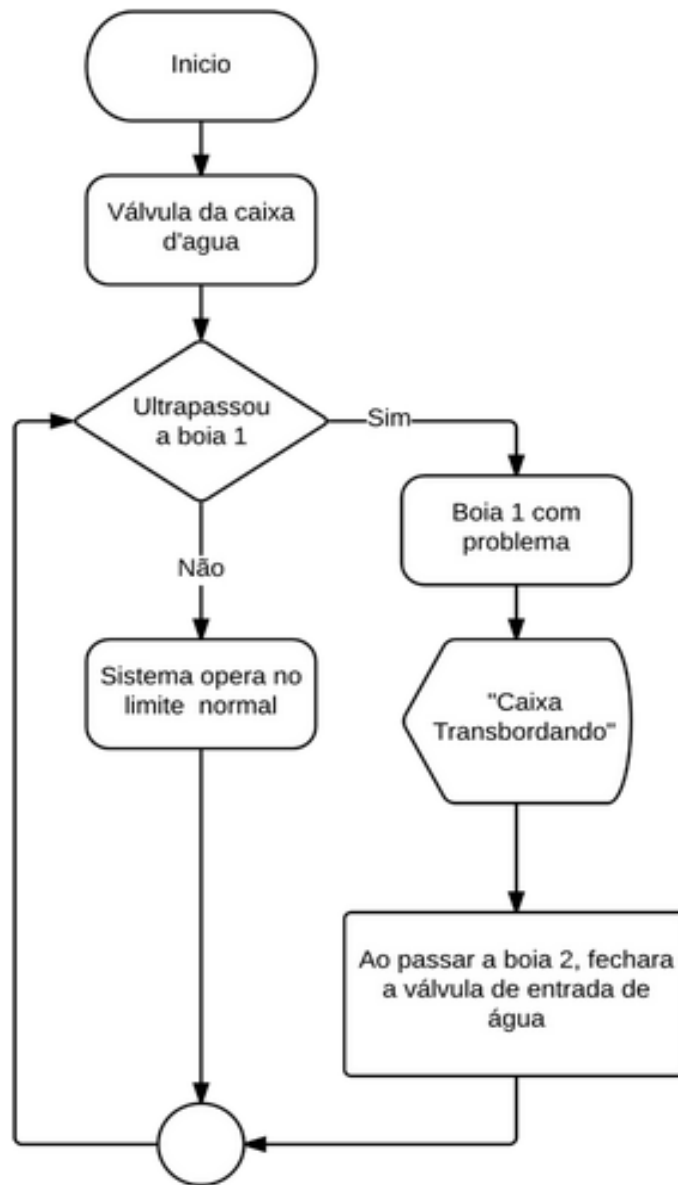 Inicio
Válvula da caixa
d'agua
Ultrapassou
a boia 1
Sim
Boia 1 com
problema
Não
Sistema opera no
limite normal
"Caixa
Transbordando"
Ao passar a boia 2, fechara
a válvula de entrada de
água